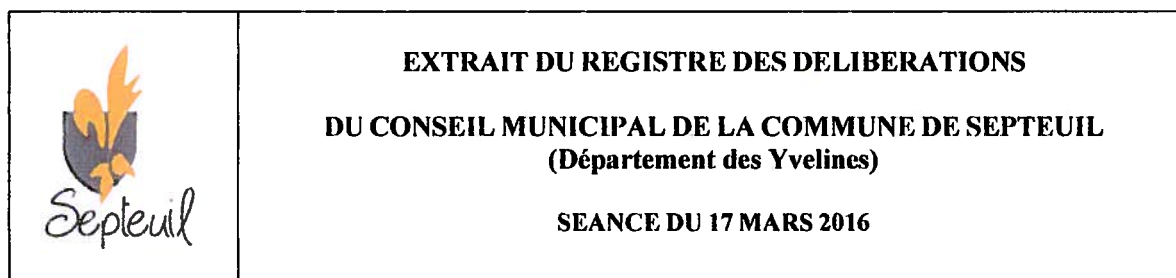 EXTRAIT DU REGISTRE DES DELIBERATIONS
DU CONSEIL MUNICIPAL DE LA COMMUNE DE SEPTEUIL
(Département des Yvelines)
SEANCE DU 17 MARS 2016
Septeuil